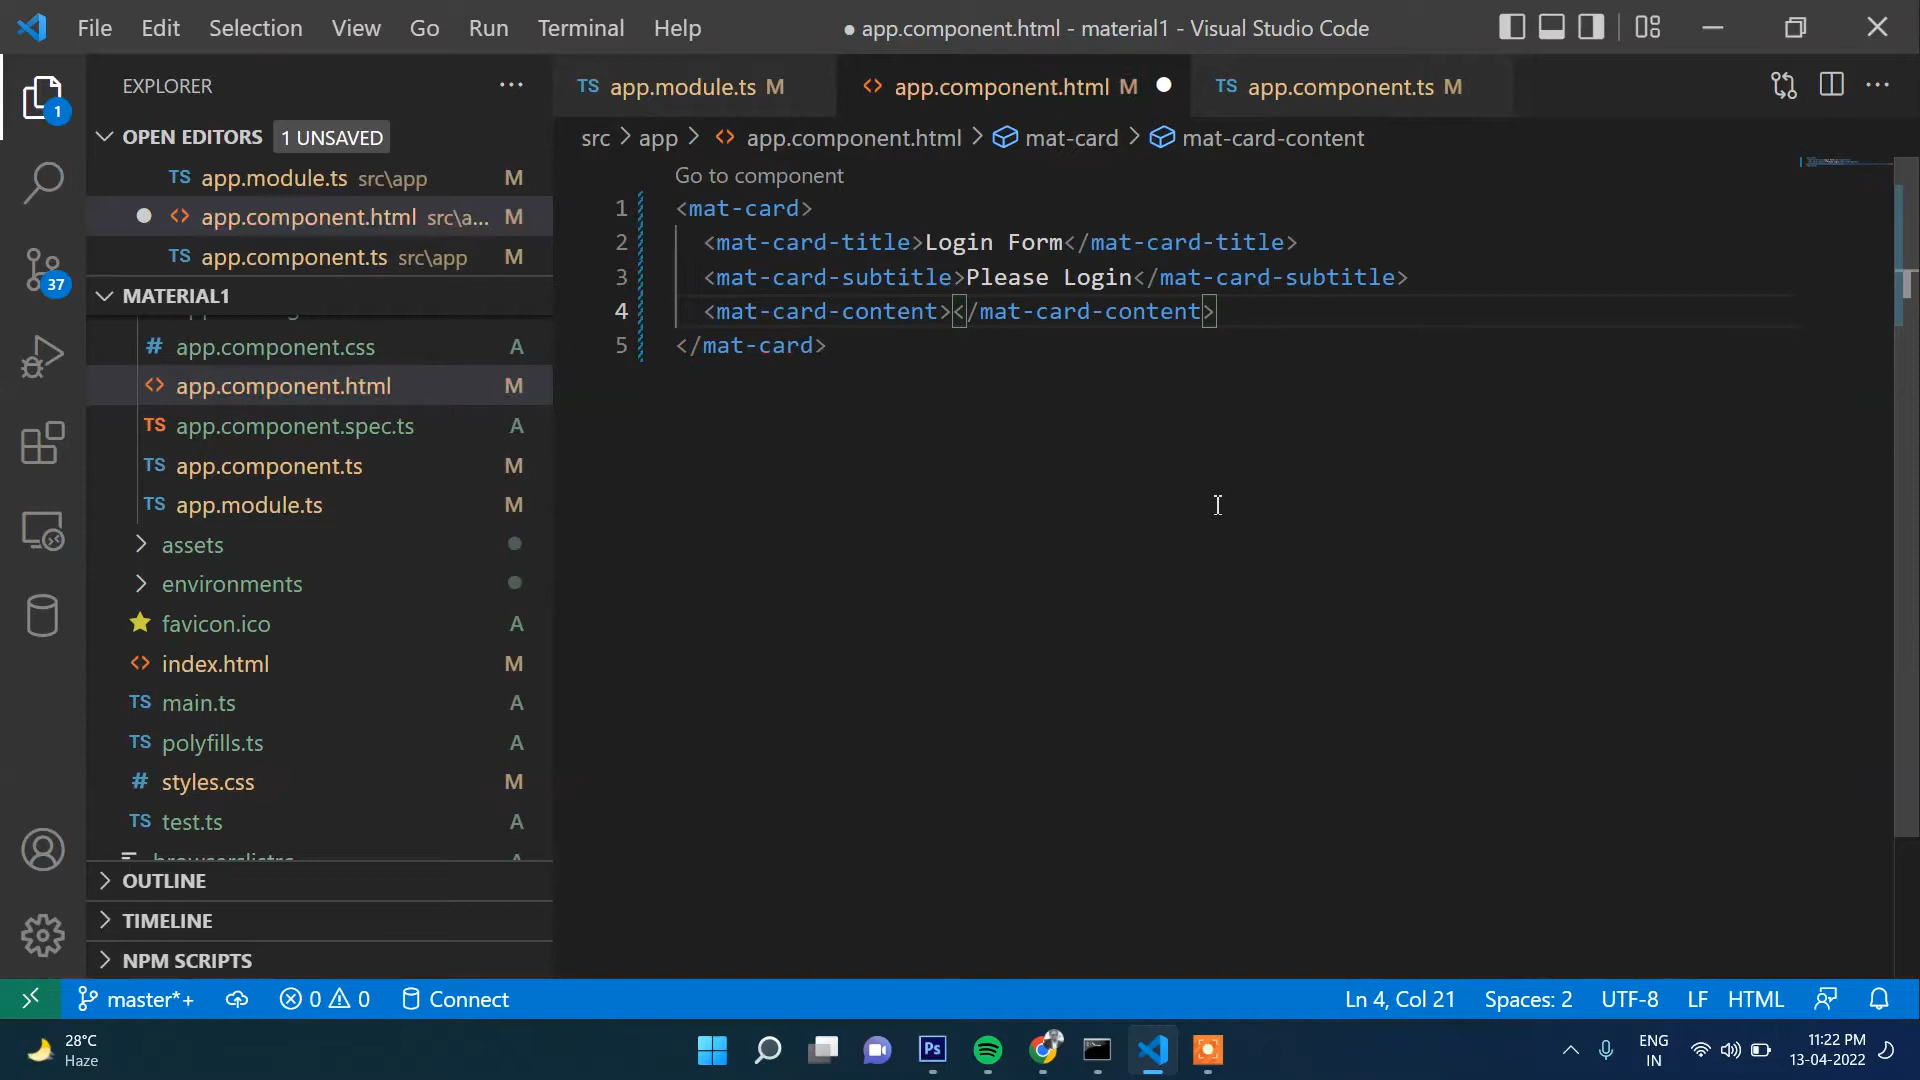 File Edit Selection View Go Run Terminal Help
● app.component.html - material1 - Visual Studio Code
EXPLORER
TS app.module.ts M
<> app.component.html M
TS app.component.ts M
1
OPEN EDITORS 1 UNSAVED
src > app > <> app.component.html > mat-card > mat-card-content
TS app.module.ts src\app M
<> app.component.html src\a... M
TS app.component.ts src\app M
Go to component
1 <mat-card>
2 <mat-card-title>Login Form</mat-card-title>
3 <mat-card-subtitle>Please Login</mat-card-subtitle>
4 <mat-card-content></mat-card-content>
5 </mat-card>
37
MATERIAL1
# app.component.css A
<> app.component.html M
TS app.component.spec.ts A
TS app.component.ts M
TS app.module.ts M
assets
environments
favicon.ico A
<> index.html M
TS main.ts A
TS polyfills.ts A
# styles.css M
TS test.ts A
OUTLINE
TIMELINE
NPM SCRIPTS
master*+ 0 0 Connect
Ln 4, Col 21 Spaces: 2 UTF-8 LF HTML
28°C
Haze
Ps
ENG
IN
11:22 PM
13-04-2022